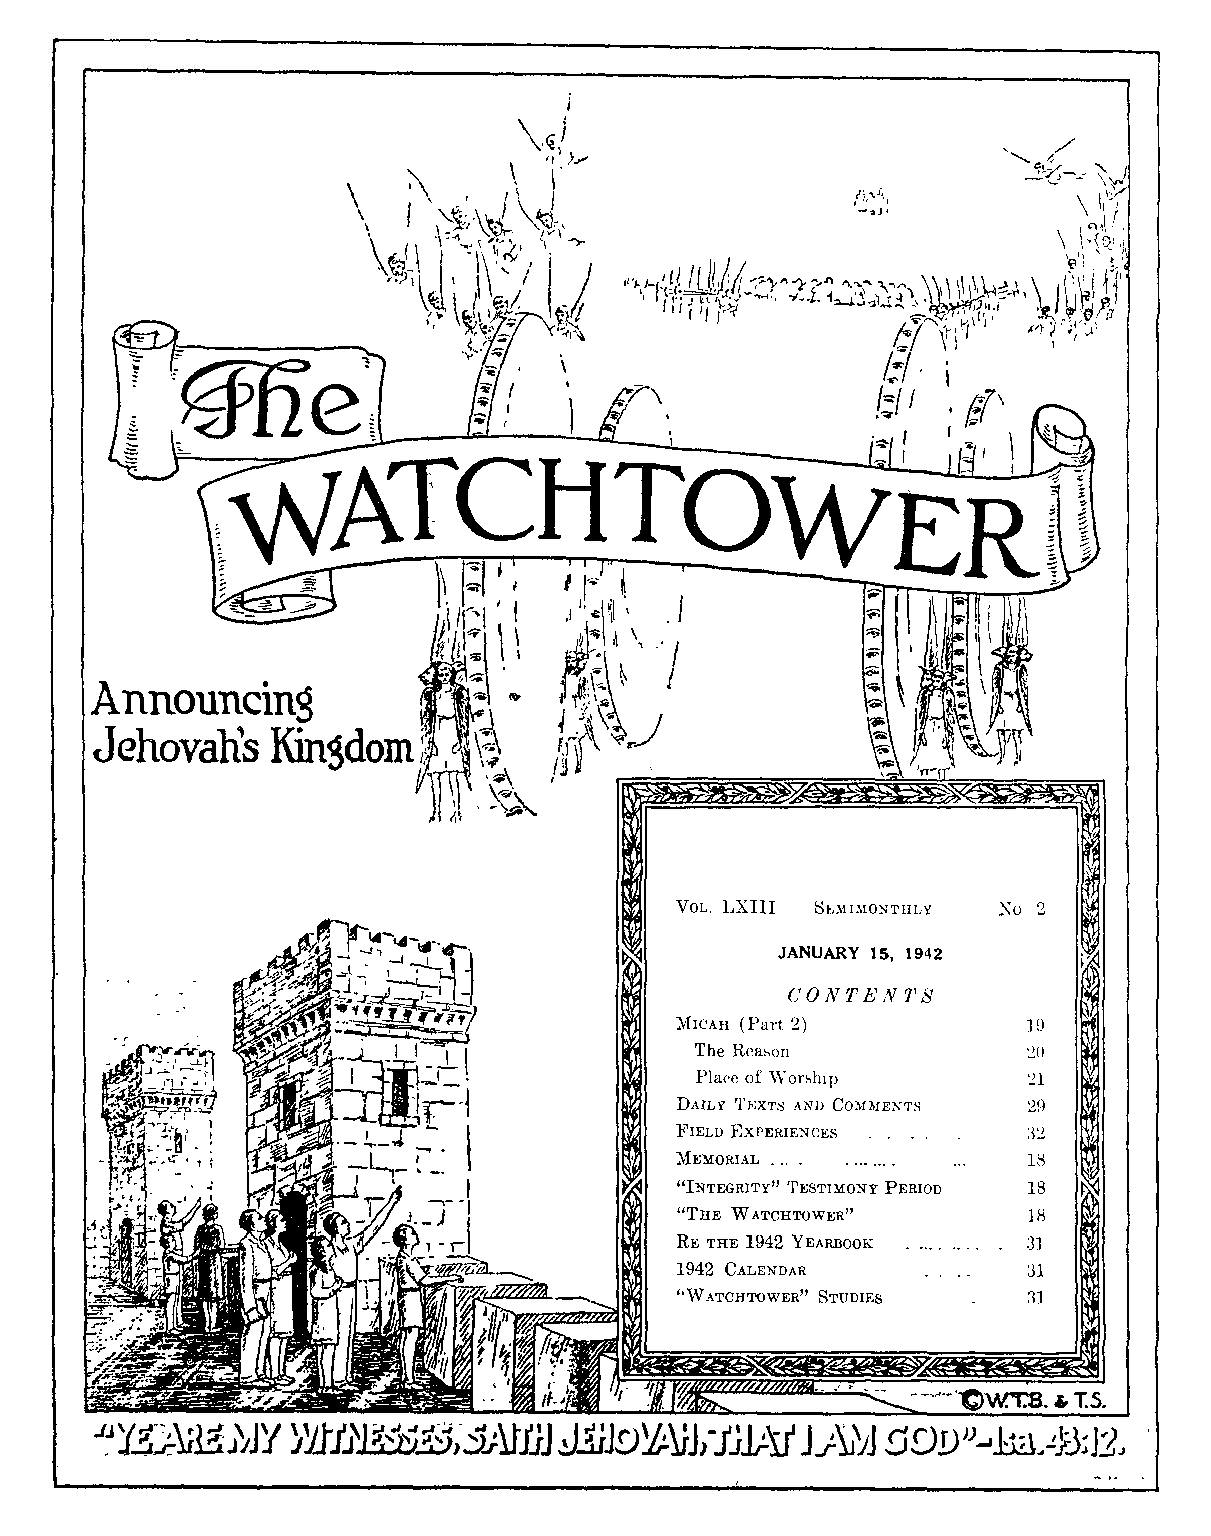 The
WATCHTOWER
Announcing
Jehovah's Kingdom
VOL. LXIII SEMIMONTHLY No 2
JANUARY 15, 1942
CONTENTS
MICAH (Part 2) 19
The Reason 20
Place of Worship 21
DAILY TEXTS AND COMMENTS 29
FIELD EXPERIENCES . . . . . . 32
MEMORIAL .... ....... ... 18
"INTEGRITY" TESTIMONY PERIOD 18
"THE WATCHTOWER" 18
RE THE 1942 YEARBOOK . ... . . . . . 31
1942 CALENDAR . . . . 31
"WATCHTOWER" STUDIES . 31
©W.T.B. & T.S.
"YE ARE MY WITNESSES, SAITH JEHOVAH, THAT I AM GOD"-Isa. 43:12.